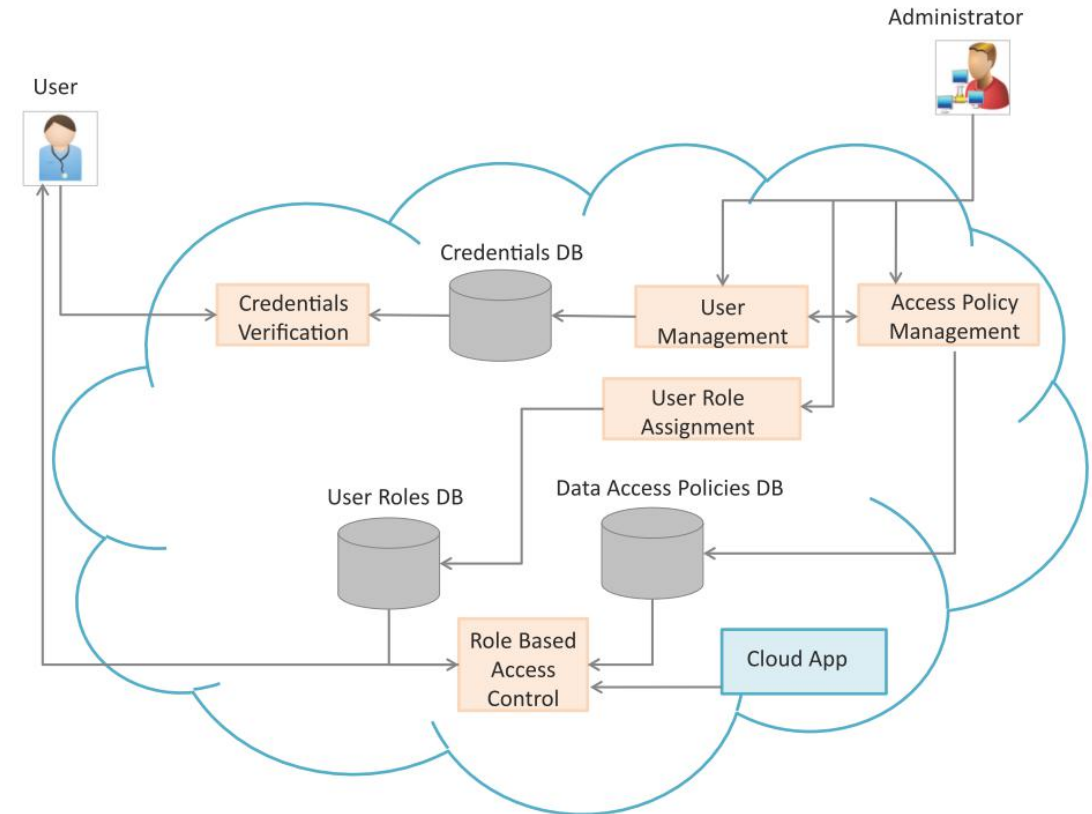 Administrator
User
Credentials DB
Credentials
Verification
User
Management
Access Policy
Management
User Role
Assignment
User Roles DB
Data Access Policies DB
Role Based
Access
Control
Cloud App